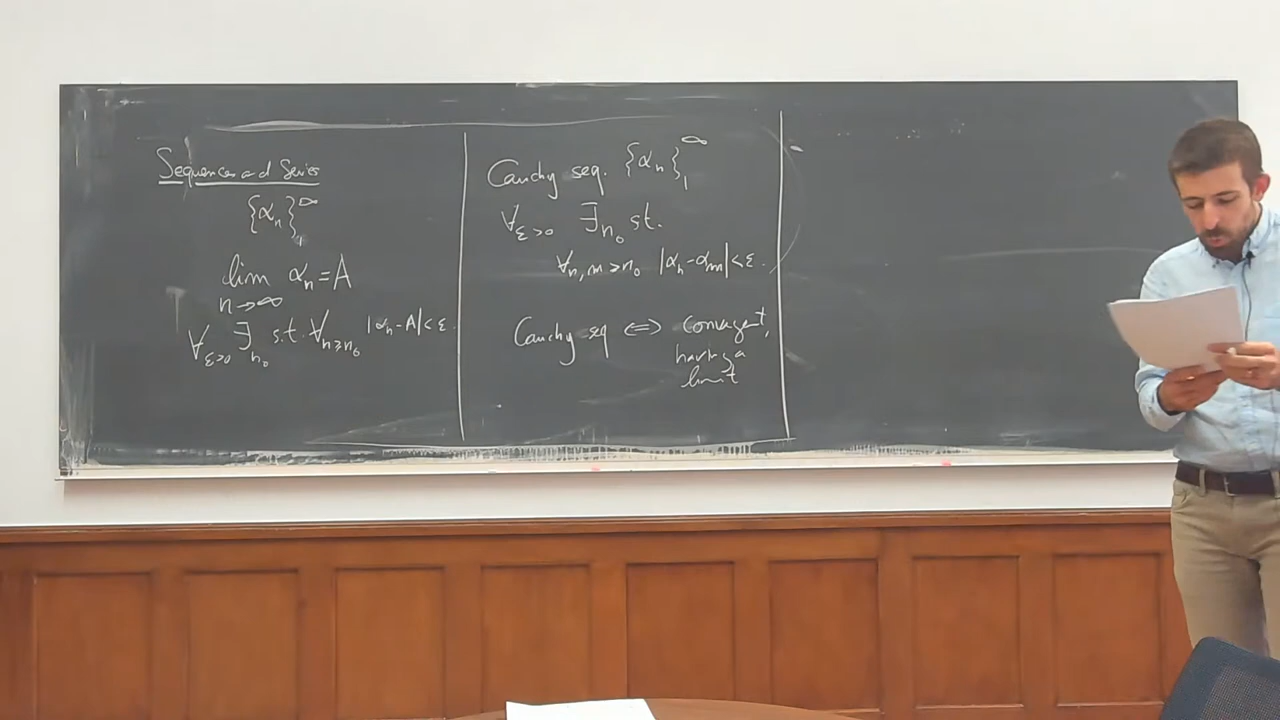 Sequences and Series
{αₙ}₁^∞
lim αₙ = A
n→∞
∀ε>0 ∃n₀ s.t. ∀n≥n₀ |αₙ-A|<ε.
Cauchy seq. {αₙ}₁^∞
∀ε>0 ∃n₀ st.
∀n,m≥n₀ |αₙ-αₘ|<ε.
Cauchy seq ⇔ convergent,
having a
limit